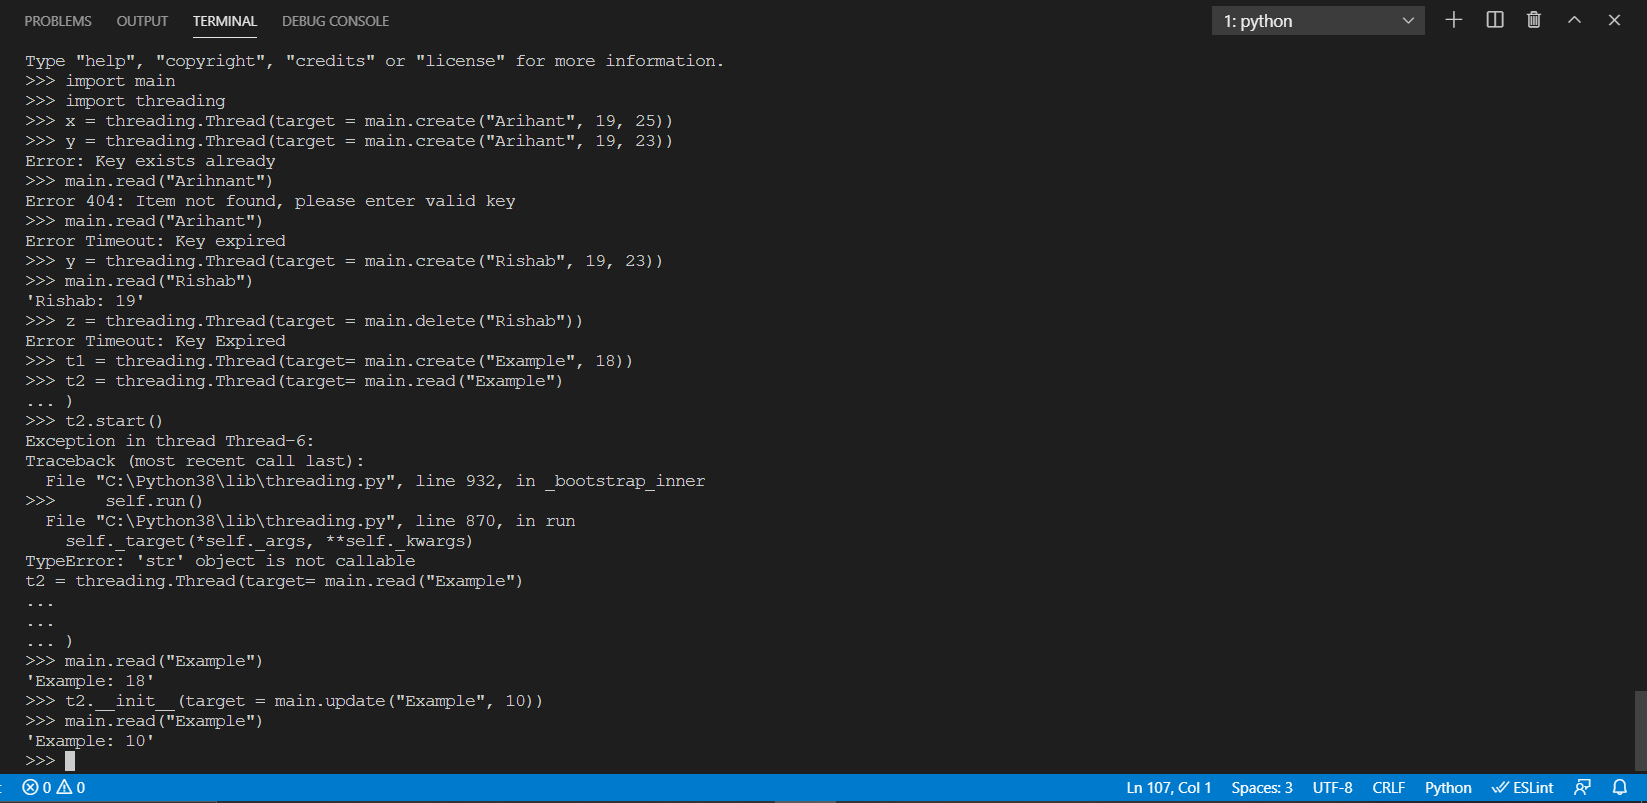 PROBLEMS OUTPUT TERMINAL DEBUG CONSOLE 1: python
Type "help", "copyright", "credits" or "license" for more information.
>>> import main
>>> import threading
>>> x = threading.Thread(target = main.create("Arihant", 19, 25))
>>> y = threading.Thread(target = main.create("Arihant", 19, 23))
Error: Key exists already
>>> main.read("Arihnant")
Error 404: Item not found, please enter valid key
>>> main.read("Arihant")
Error Timeout: Key expired
>>> y = threading.Thread(target = main.create("Rishab", 19, 23))
>>> main.read("Rishab")
'Rishab: 19'
>>> z = threading.Thread(target = main.delete("Rishab"))
Error Timeout: Key Expired
>>> t1 = threading.Thread(target= main.create("Example", 18))
>>> t2 = threading.Thread(target= main.read("Example")
... )
>>> t2.start()
Exception in thread Thread-6:
Traceback (most recent call last):
  File "C:\Python38\lib\threading.py", line 932, in _bootstrap_inner
>>>     self.run()
  File "C:\Python38\lib\threading.py", line 870, in run
    self._target(*self._args, **self._kwargs)
TypeError: 'str' object is not callable
t2 = threading.Thread(target= main.read("Example")
...
...
... )
>>> main.read("Example")
'Example: 18'
>>> t2.__init__(target = main.update("Example", 10))
>>> main.read("Example")
'Example: 10'
>>>
0 0 Ln 107, Col 1 Spaces: 3 UTF-8 CRLF Python ESLint